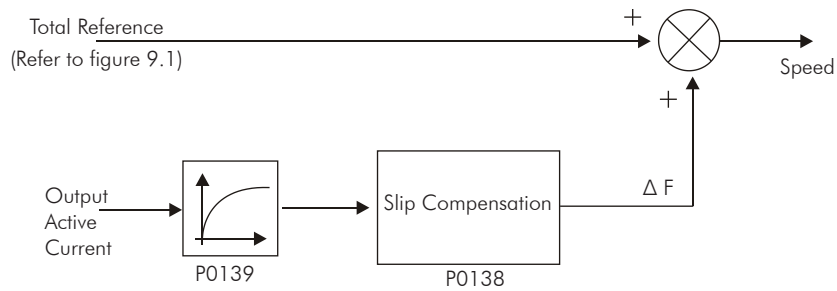 Total Reference
(Refer to figure 9.1)
+
Speed
+
Output
Active
Current
P0139
Slip Compensation
P0138
Δ F